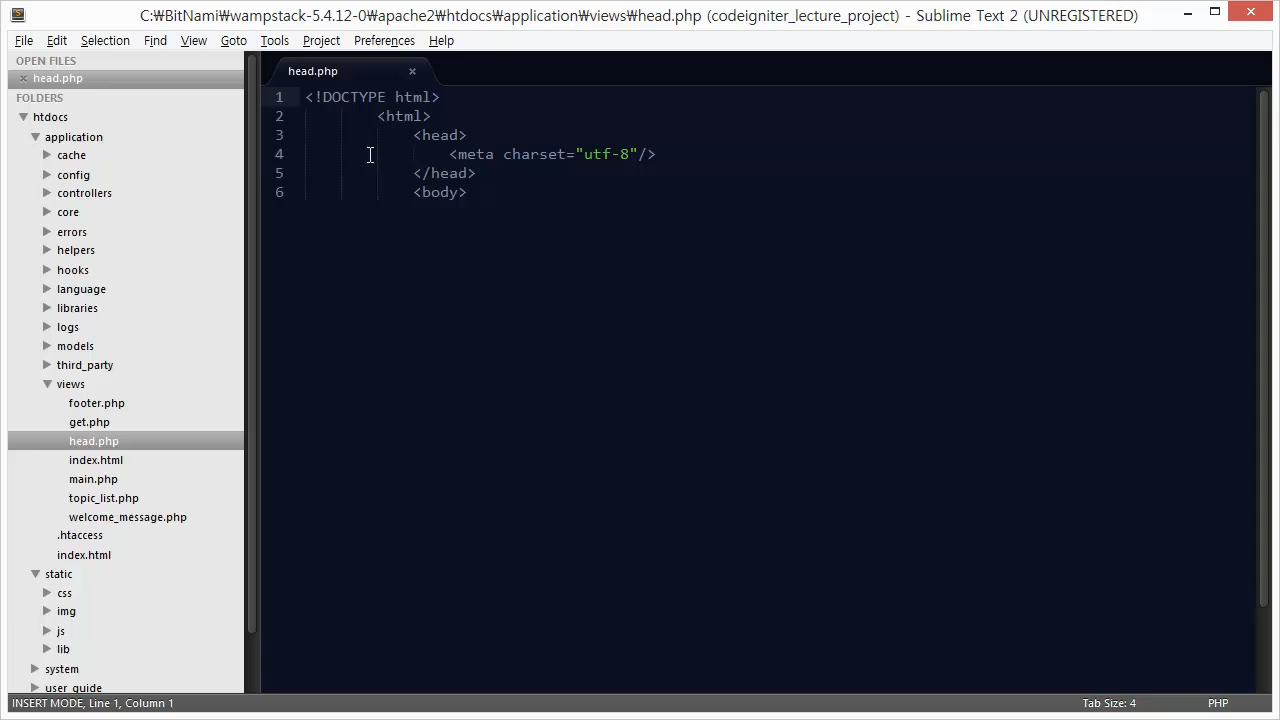 C:₩BitNami₩wampstack-5.4.12-0₩apache2₩htdocs₩application₩views₩head.php (codeigniter_lecture_project) - Sublime Text 2 (UNREGISTERED)
File Edit Selection Find View Goto Tools Project Preferences Help
OPEN FILES
head.php
FOLDERS
htdocs
application
cache
config
controllers
core
errors
helpers
hooks
language
libraries
logs
models
third_party
views
footer.php
get.php
head.php
index.html
main.php
topic_list.php
welcome_message.php
.htaccess
index.html
static
css
img
js
lib
system
user_guide
head.php
1 <!DOCTYPE html>
2 <html>
3 <head>
4 <meta charset="utf-8"/>
5 </head>
6 <body>
INSERT MODE, Line 1, Column 1 Tab Size: 4 PHP